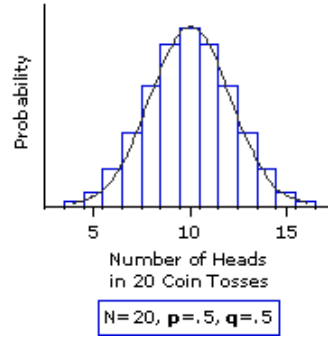 Probability
5 10 15
Number of Heads
in 20 Coin Tosses
N=20, p=.5, q=.5